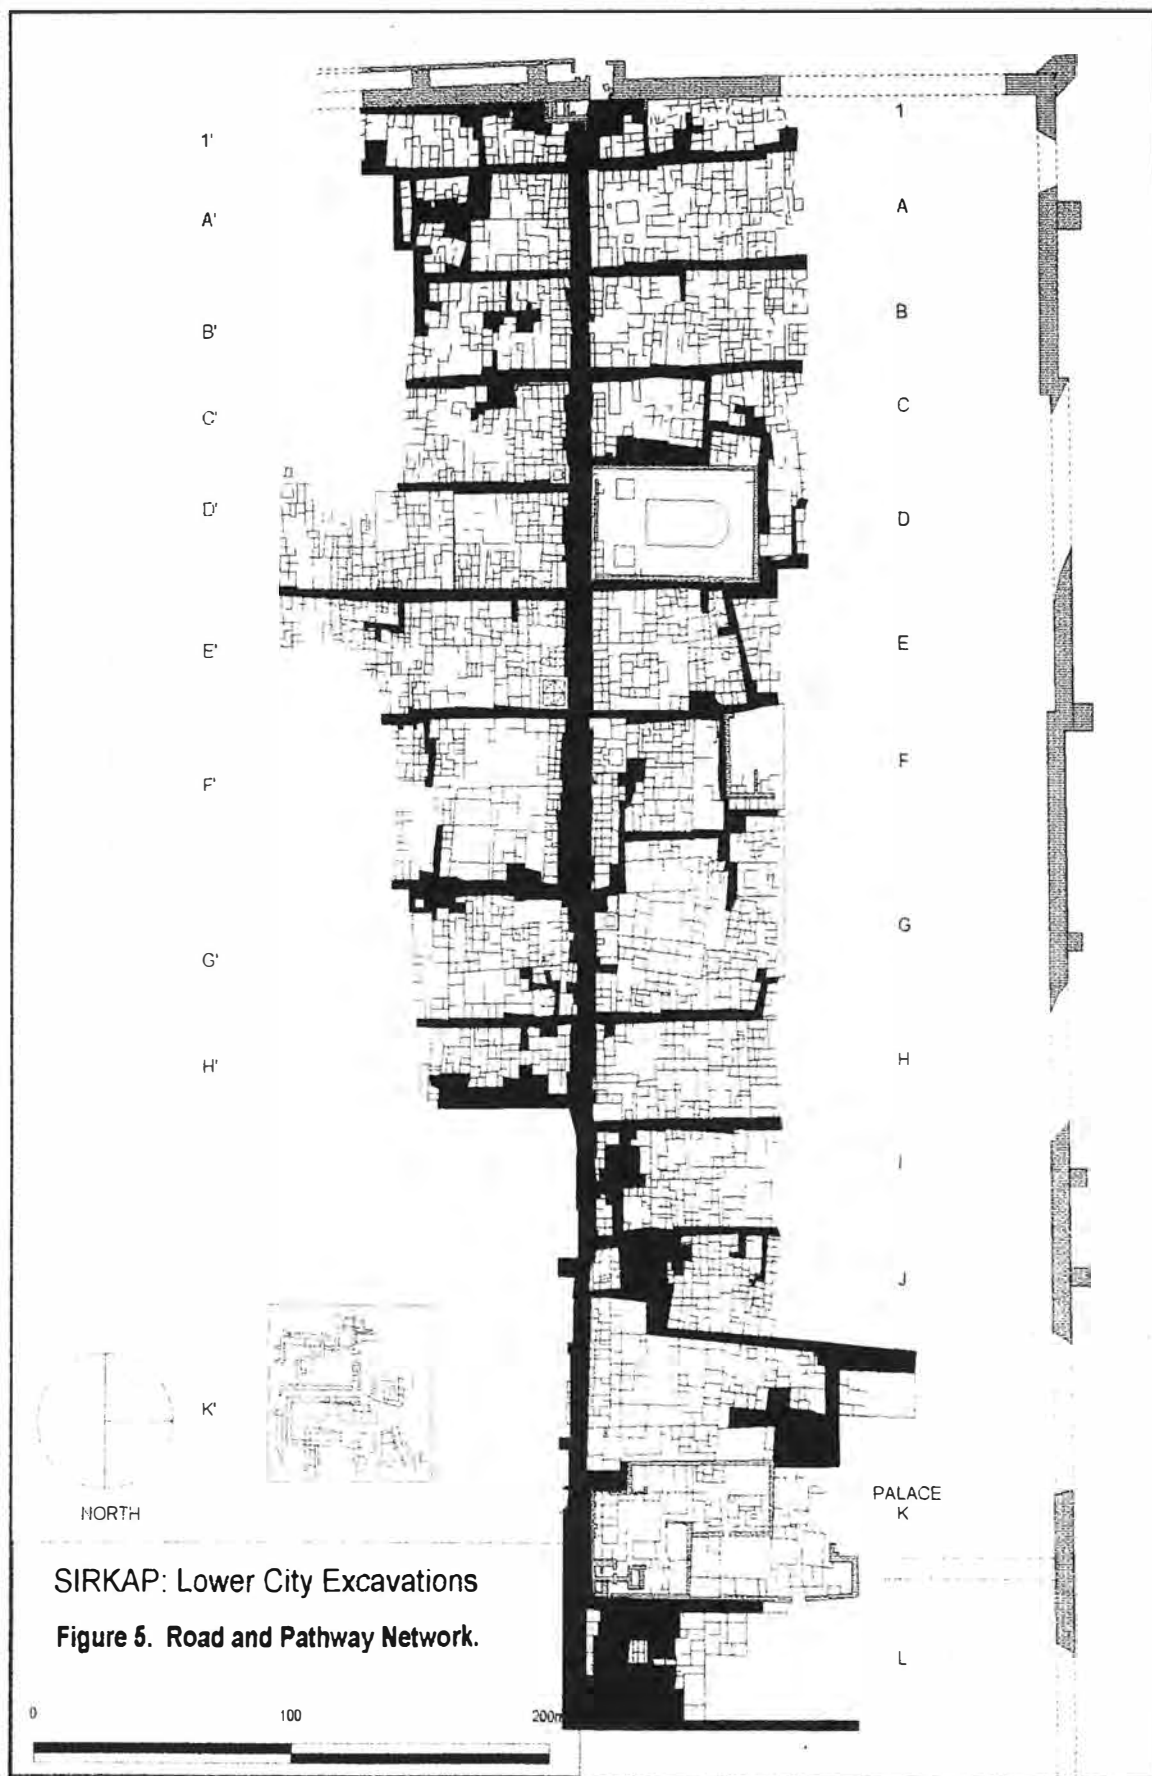 1' 1
A' A
B' B
C' C
D' D
E' E
F' F
G' G
H' H
I
J
K'
NORTH
PALACE
K
SIRKAP: Lower City Excavations
Figure 5. Road and Pathway Network.
L
0 100 200m